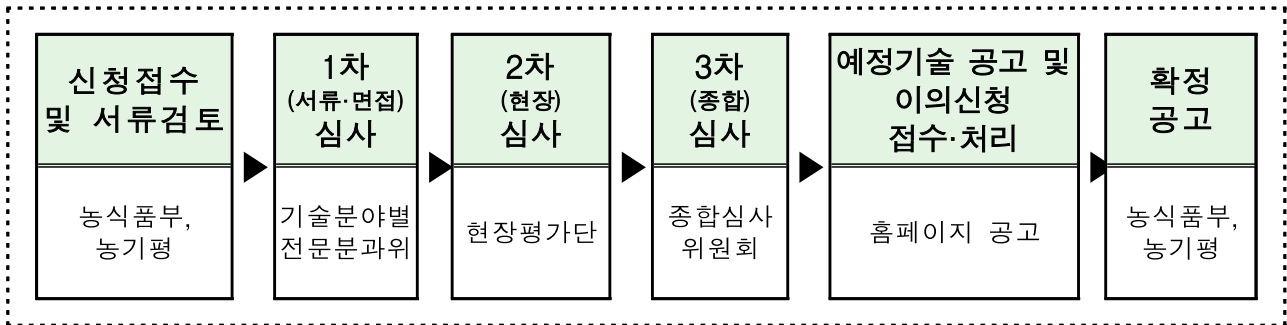 신청접수
및 서류검토
농식품부,
농기평
▶
1차
(서류·면접)
심사
기술분야별
전문분과위
▶
2차
(현장)
심사
현장평가단
▶
3차
(종합)
심사
종합심사
위원회
▶
예정기술 공고 및
이의신청
접수·처리
홈페이지 공고
▶
확정
공고
농식품부,
농기평